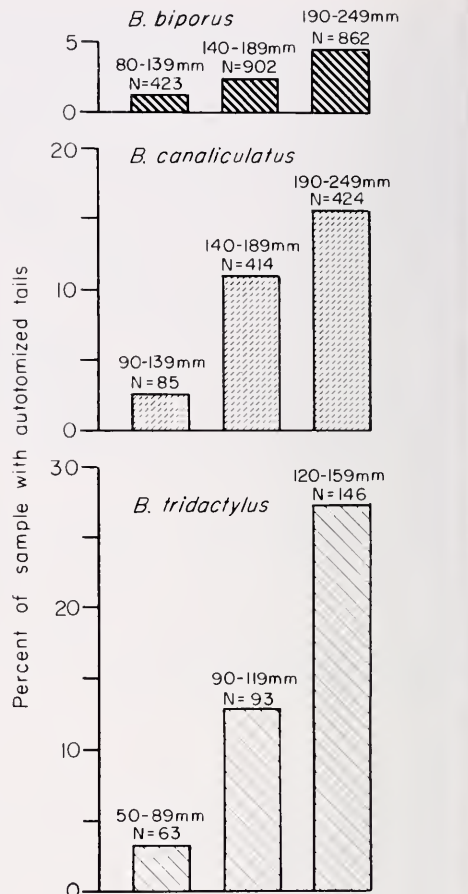 Percent of sample with autotomized tails
B. biporus
5
0
80-139mm
N=423
140-189mm
N=902
190-249mm
N=862
B. canaliculatus
20
10
0
90-139mm
N=85
140-189mm
N=414
190-249mm
N=424
B. tridactylus
30
20
10
0
50-89mm
N=63
90-119mm
N=93
120-159mm
N=146